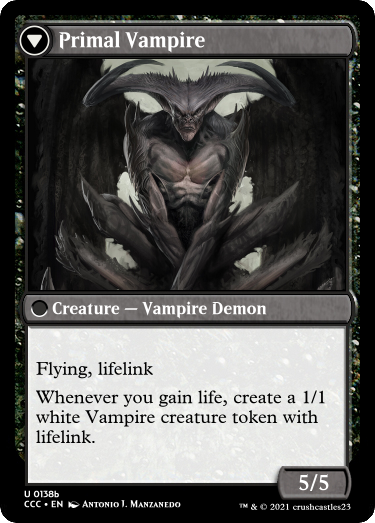 Primal Vampire
Creature — Vampire Demon
Flying, lifelink
Whenever you gain life, create a 1/1
white Vampire creature token with
lifelink.
5/5
U 0138b
CCC • EN Antonio J. Manzanedo
™ & © 2021 crushcastles23